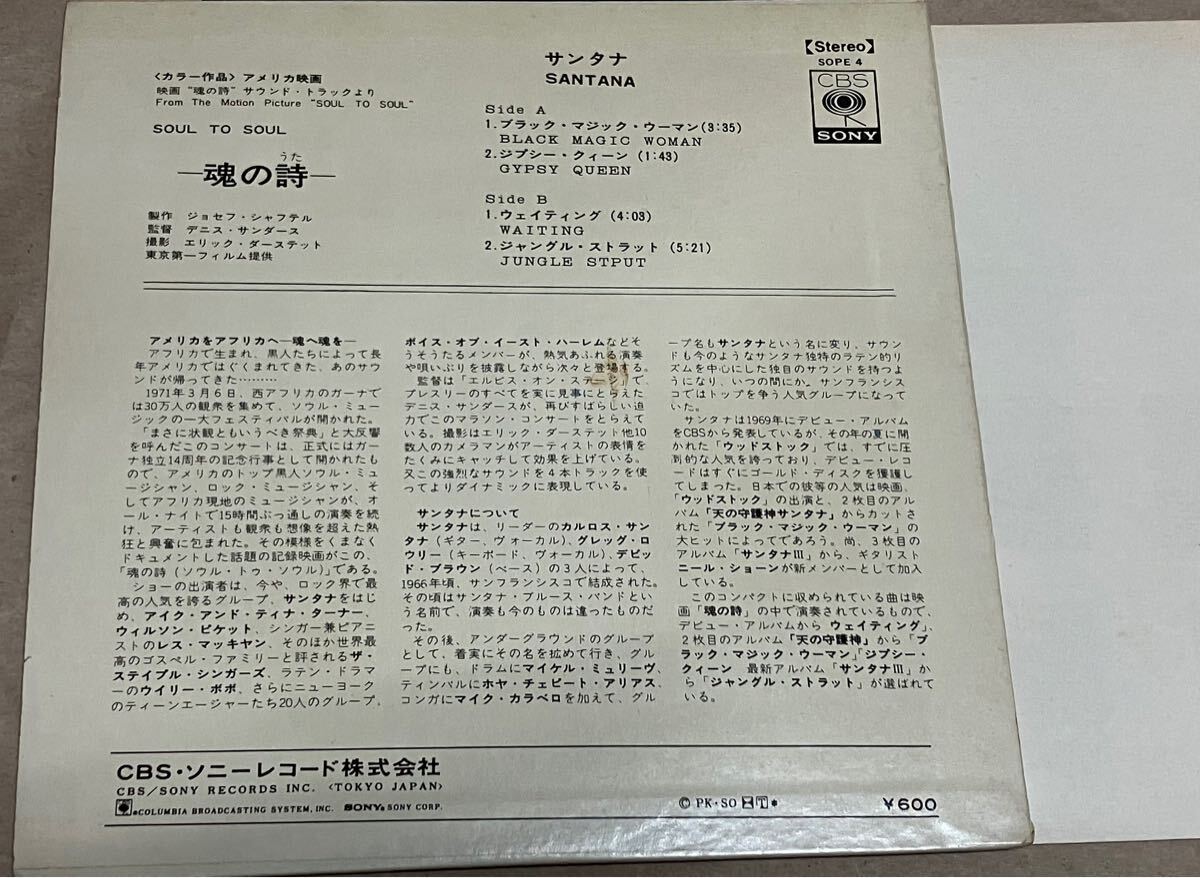 〈カラー作品〉アメリカ映画
映画“魂の詩”サウンド・トラックより
From The Motion Picture "SOUL TO SOUL"
SOUL TO SOUL
うた
—魂の詩—
製作 ジョセフ・シャフテル
監督 デニス・サンダース
撮影 エリック・ダーステット
東京第一フィルム提供
サンタナ
SANTANA
Side A
1.ブラック・マジック・ウーマン(3:35)
BLACK MAGIC WOMAN
2.ジプシー・クィーン(1:43)
GYPSY QUEEN
Side B
1.ウェイティング(4:03)
WAITING
2.ジャングル・ストラット(5:21)
JUNGLE STPUT
【Stereo】
SOPE 4
CBS
SONY
アメリカをアフリカへ—魂へ魂を—
アフリカで生まれ、黒人たちによって長
年アメリカではぐくまれてきた、あのサウ
ンドが帰ってきた………
1971年3月6日、西アフリカのガーナで
は30万人の観衆を集めて、ソウル・ミュー
ジックの一大フェスティバルが開かれた。
「まさに状観ともいうべき祭典」と大反響
を呼んだこのコンサートは、正式にはガー
ナ独立14周年の記念行事として開かれたも
ので、アメリカのトップ黒人ソウル・ミュ
ージシャン、ロック・ミュージシャン、そ
してアフリカ現地のミュージシャンが、オ
ール・ナイトで15時間ぶっ通しの演奏を続
け、アーティストも観衆も想像を超えた熱
狂と興奮に包まれた。その模様をくまなく
ドキュメントした話題の記録映画がこの、
「魂の詩(ソウル・トゥ・ソウル)」である。
ショーの出演者は、今や、ロック界で最
高の人気を誇るグループ、サンタナをはじ
め、アイク・アンド・ティナ・ターナー、
ウィルソン・ピケット、シンガー兼ピアニ
ストのレス・マッキャン、そのほか世界最
高のゴスペル・ファミリーと評されるザ・
ステイプル・シンガーズ、ラテン・ドラマ
ーのウイリー・ボボ、さらにニューヨーク
のティーンエージャーたち20人のグループ、
ボイス・オブ・イースト・ハーレムなどそ
うそうたるメンバーが、熱気あふれる演奏
や唄いぶりを披露しながら次々と登場する。
監督は「エルビス・オン・ステージ」で、
プレスリーのすべてを実に見事にとらえた
デニス・サンダースが、再びすばらしい迫
力でこのマラソン・コンサートをとらえて
いる。撮影はエリック・ダーステット他10
数人のカメラマンがアーティストの表情を
たくみにキャッチして効果を上げている。
又この強烈なサウンドを4本トラックを使
ってよりダイナミックに表現している。
サンタナについて
サンタナは、リーダーのカルロス・サン
タナ(ギター、ヴォーカル)、グレッグ・ロ
ウリー(キーボード、ヴォーカル)、デビッ
ド・ブラウン(ベース)の3人によって、
1966年頃、サンフランシスコで結成された。
その頃はサンタナ・ブルース・バンドとい
う名前で、演奏も今のものは違ったものだ
った。
その後、アンダーグラウンドのグループ
として、着実にその名を拡めて行き、グル
ープにも、ドラムにマイケル・ミュリーヴ、
ティンバルにホヤ・チェピート・アリアス、
コンガにマイク・カラベロを加えて、グル
ープ名もサンタナという名に変り、サウン
ドも今のようなサンタナ独特のラテン的リ
ズムを中心にした独自のサウンドを持つよ
うになり、いつの間にか。サンフランシス
コではトップを争う人気グループになって
いた。
サンタナは1969年にデビュー・アルバム
をCBSから発表しているが、その年の夏に開
かれた「ウッドストック」では、すでに圧
倒的な人気を誇っており、デビュー・レコ
ードはすぐにゴールド・ディスクを獲護し
てしまった。日本での彼等の人気は映画、
「ウッドストック」の出演と、2枚目のアル
バム「天の守護神サンタナ」からカットさ
れた「ブラック・マジック・ウーマン」の
大ヒットによってであろう。尚、3枚目の
アルバム「サンタナIII」から、ギタリスト
ニール・ショーンが新メンバーとして加入
している。
このコンパクトに収められている曲は映
画「魂の詩」の中で演奏されているもので、
デビュー・アルバムから ウェイティング」、
2枚目のアルバム「天の守護神」から「ブ
ラック・マジック・ウーマン」「ジプシー・
クィーン 最新アルバム「サンタナIII」か
ら「ジャングル・ストラット」が選ばれて
いる。
CBS・ソニーレコード株式会社
CBS/SONY RECORDS INC. 〈TOKYO JAPAN〉
®COLUMBIA BROADCASTING SYSTEM, INC. SONY® SONY CORP.
© PK・SO
¥600